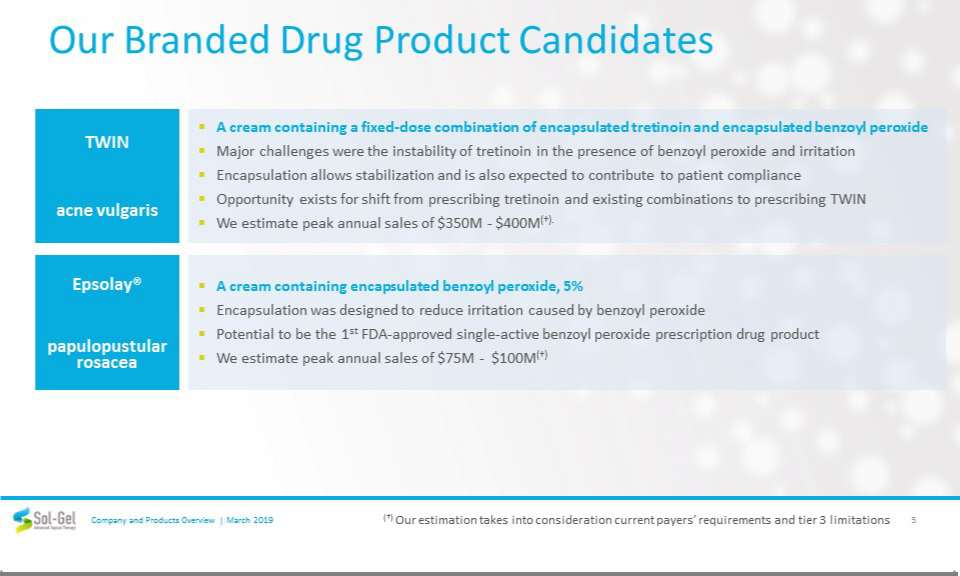 Our Branded Drug Product Candidates
TWIN
acne vulgaris
▪ A cream containing a fixed-dose combination of encapsulated tretinoin and encapsulated benzoyl peroxide
▪ Major challenges were the instability of tretinoin in the presence of benzoyl peroxide and irritation
▪ Encapsulation allows stabilization and is also expected to contribute to patient compliance
▪ Opportunity exists for shift from prescribing tretinoin and existing combinations to prescribing TWIN
▪ We estimate peak annual sales of $350M - $400M(†).
Epsolay®
papulopustular
rosacea
▪ A cream containing encapsulated benzoyl peroxide, 5%
▪ Encapsulation was designed to reduce irritation caused by benzoyl peroxide
▪ Potential to be the 1st FDA-approved single-active benzoyl peroxide prescription drug product
▪ We estimate peak annual sales of $75M - $100M(†)
Sol-Gel
Advanced Topical Therapy
Company and Products Overview | March 2019
(†) Our estimation takes into consideration current payers’ requirements and tier 3 limitations
5